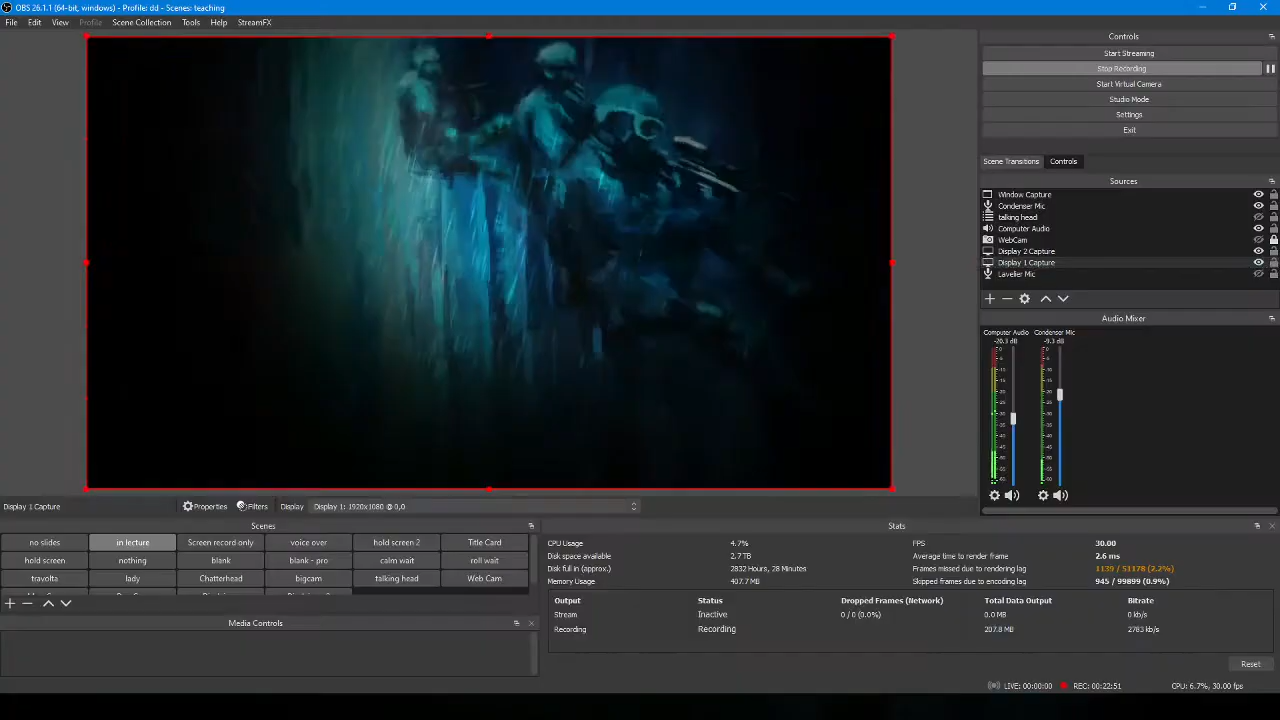 OBS 26.1.1 (64-bit, windows) - Profile: dd - Scenes: teaching
File Edit View Profile Scene Collection Tools Help StreamFX
Controls
Start Streaming
Stop Recording
Start Virtual Camera
Studio Mode
Settings
Exit
Scene Transitions Controls
Sources
Window Capture
Condenser Mic
talking head
Computer Audio
WebCam
Display 2 Capture
Display 1 Capture
Lavelier Mic
Audio Mixer
Computer Audio Condenser Mic
-20.3 dB -9.3 dB
Display 1 Capture Properties Filters Display Display 1: 1920x1080 @ 0,0
Scenes
no slides in lecture Screen record only voice over hold screen 2 Title Card
hold screen nothing blank blank - pro calm wait roll wait
travolta lady Chatterhead bigcam talking head Web Cam
Media Controls
Stats
CPU Usage 4.7% FPS 30.00
Disk space available 2.7 TB Average time to render frame 2.6 ms
Disk full in (approx.) 2832 Hours, 28 Minutes Frames missed due to rendering lag 1139 / 51178 (2.2%)
Memory Usage 407.7 MB Skipped frames due to encoding lag 945 / 99899 (0.9%)
Output Status Dropped Frames (Network) Total Data Output Bitrate
Stream Inactive 0 / 0 (0.0%) 0.0 MB 0 kb/s
Recording Recording 207.8 MB 2783 kb/s
Reset
LIVE: 00:00:00 REC: 00:22:51 CPU: 6.7%, 30.00 fps